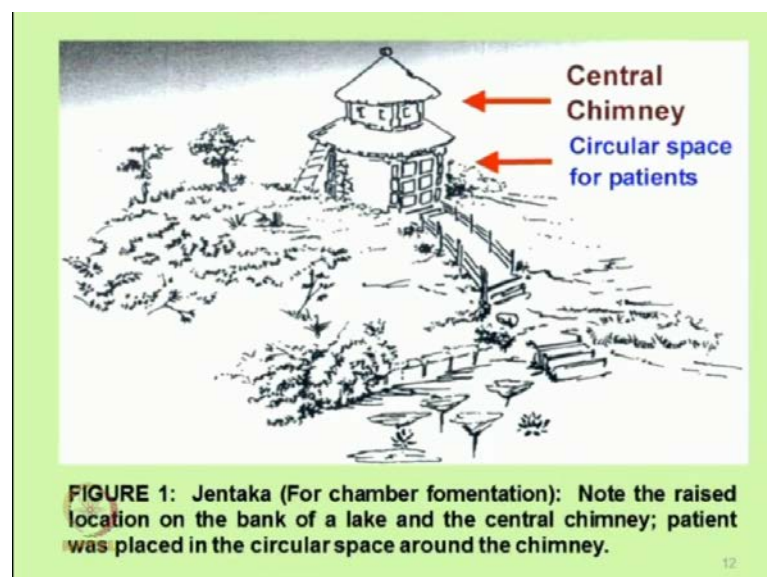 Central
Chimney
Circular space
for patients
FIGURE 1: Jentaka (For chamber fomentation): Note the raised
location on the bank of a lake and the central chimney; patient
was placed in the circular space around the chimney.
12